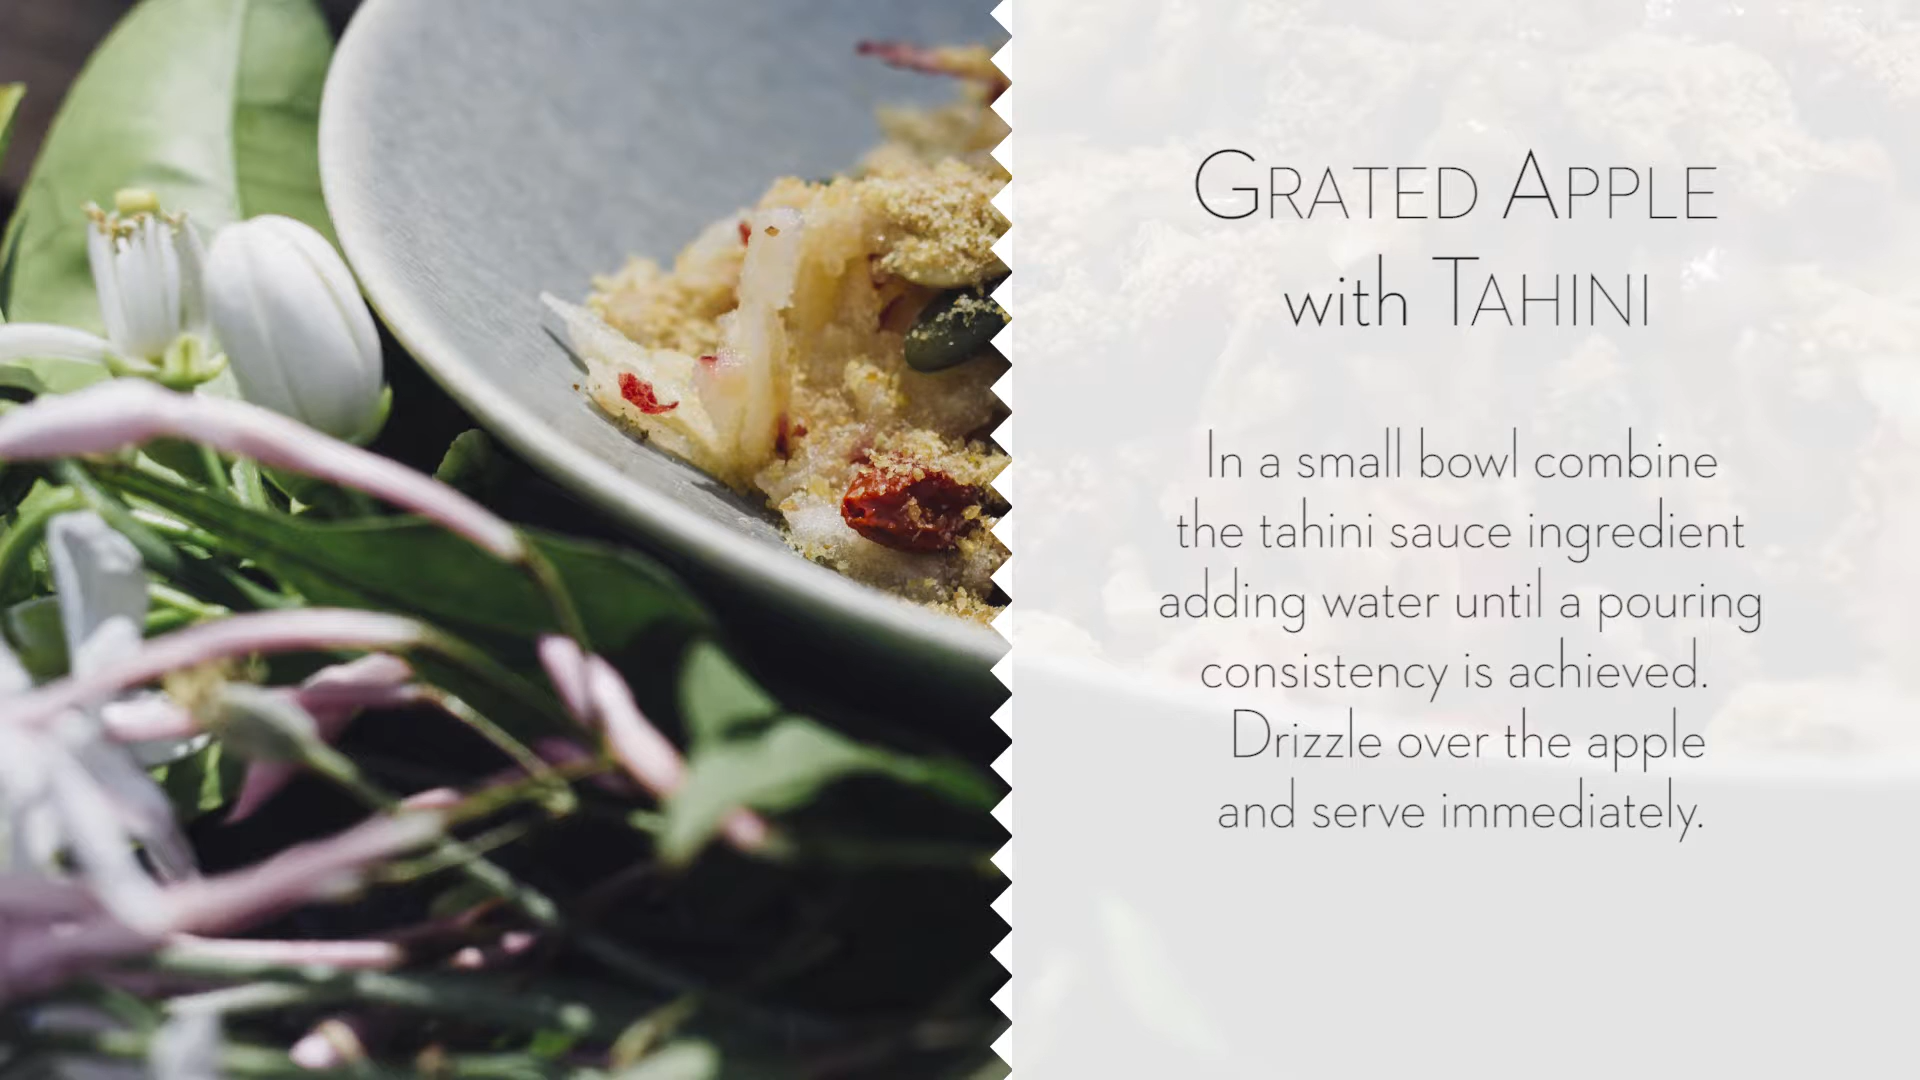 GRATED APPLE
with TAHINI
In a small bowl combine
the tahini sauce ingredient
adding water until a pouring
consistency is achieved.
Drizzle over the apple
and serve immediately.